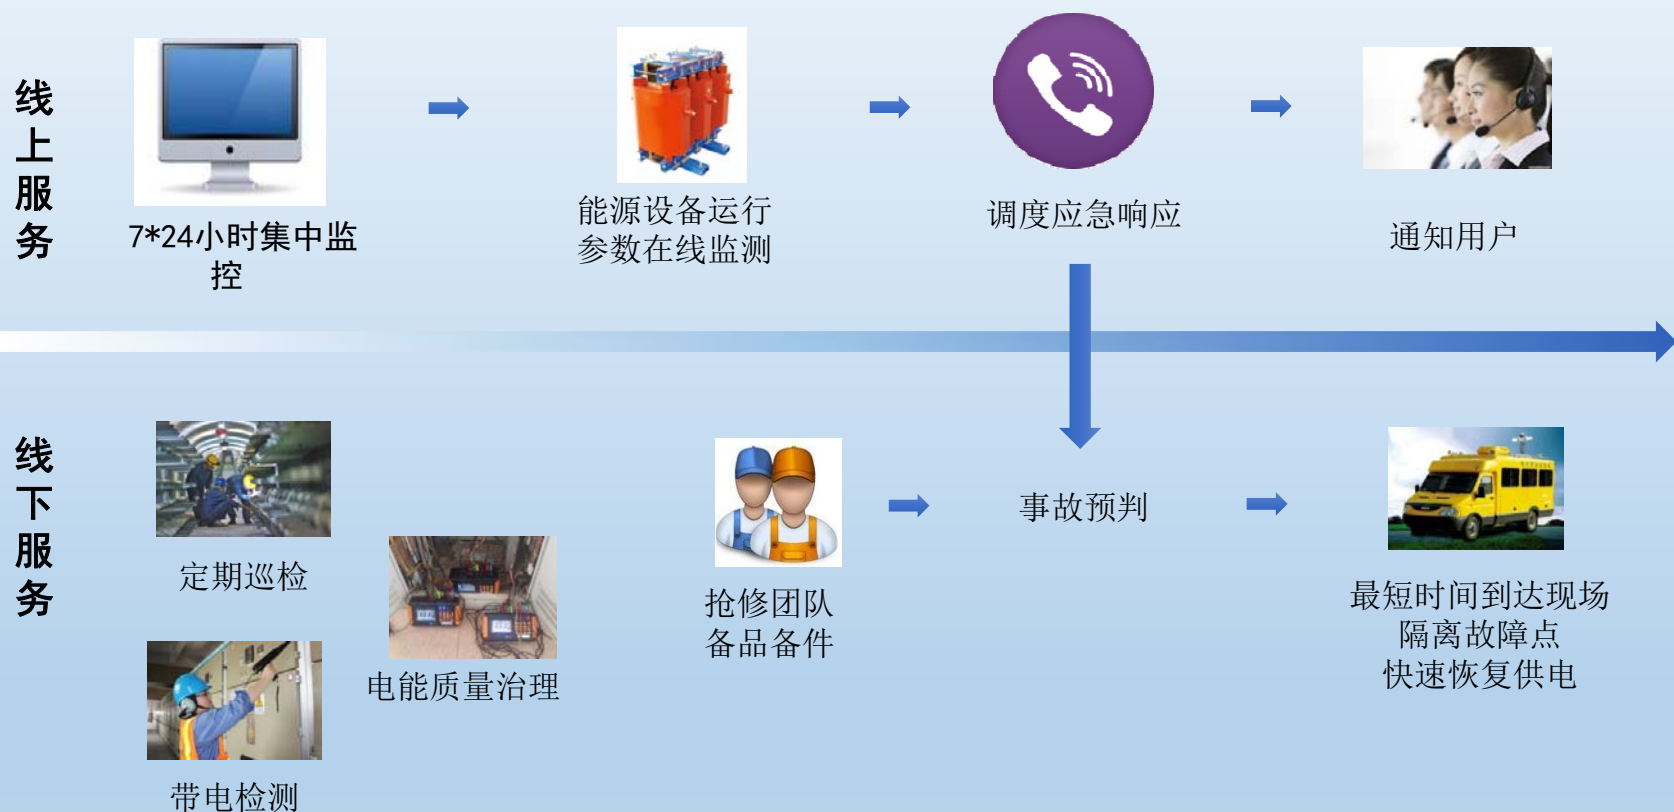 线上服务
7*24小时集中监
控
能源设备运行
参数在线监测
调度应急响应
通知用户
线下服务
定期巡检
电能质量治理
带电检测
抢修团队
备品备件
事故预判
最短时间到达现场
隔离故障点
快速恢复供电